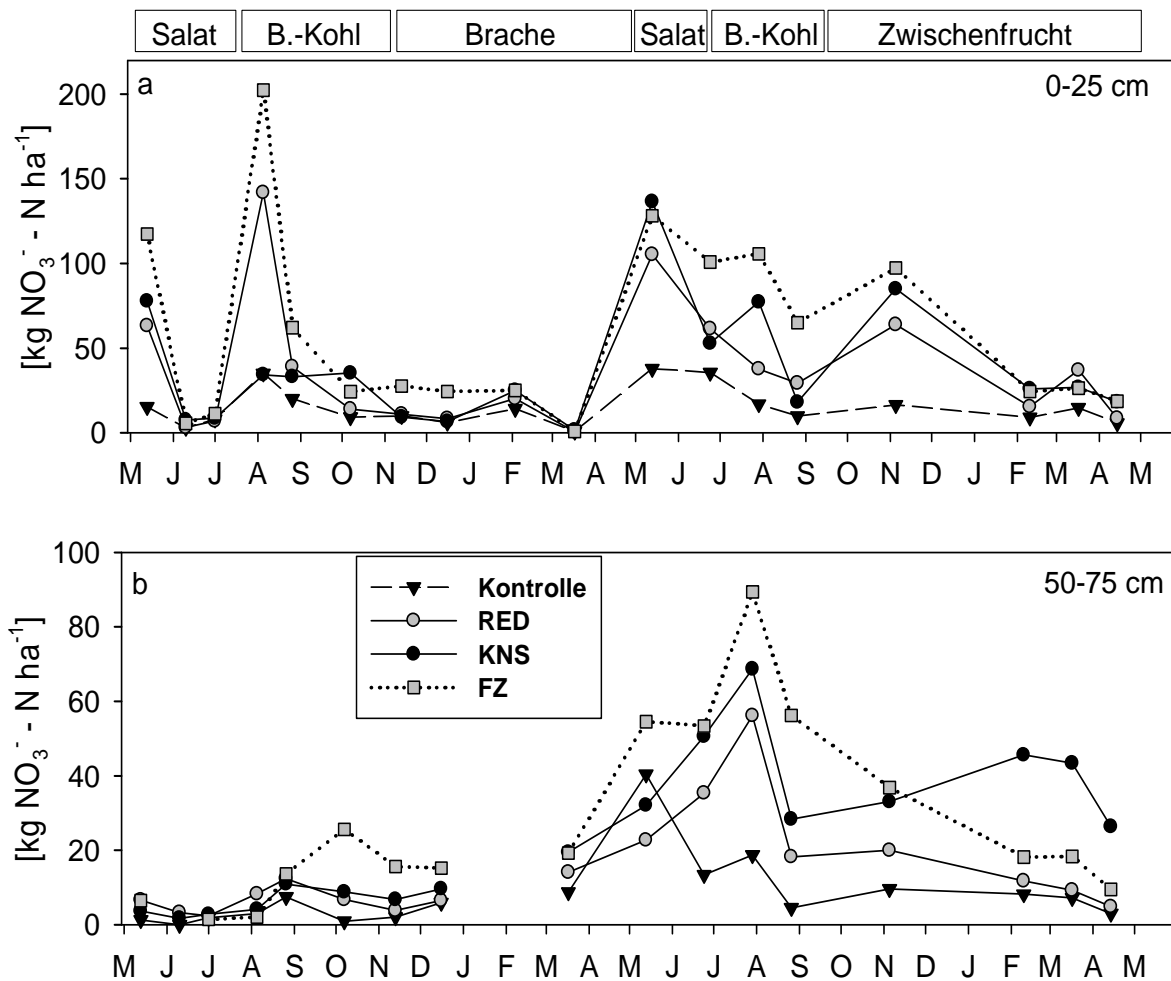 Salat B.-Kohl Brache Salat B.-Kohl Zwischenfrucht
a 0-25 cm
[kg NO₃⁻ - N ha⁻¹]
200
150
100
50
0
M J J A S O N D J F M A M J J A S O N D J F M A M
b 50-75 cm
[kg NO₃⁻ - N ha⁻¹]
100
80
60
40
20
0
Kontrolle
RED
KNS
FZ
M J J A S O N D J F M A M J J A S O N D J F M A M